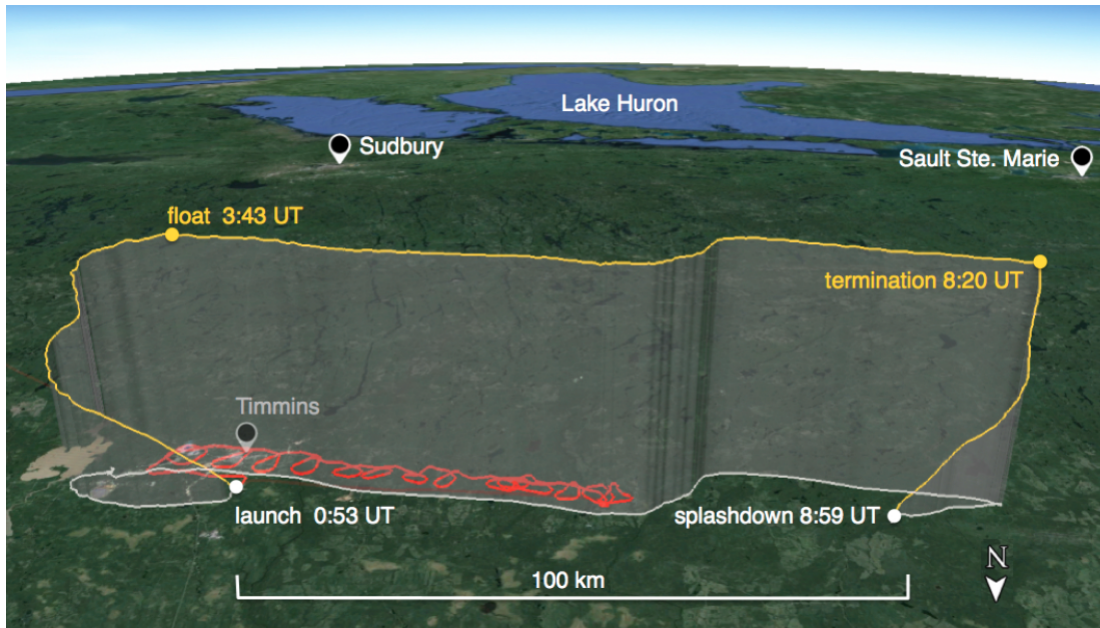 Lake Huron
Sudbury
Sault Ste. Marie
float 3:43 UT
termination 8:20 UT
Timmins
launch 0:53 UT
splashdown 8:59 UT
N
100 km